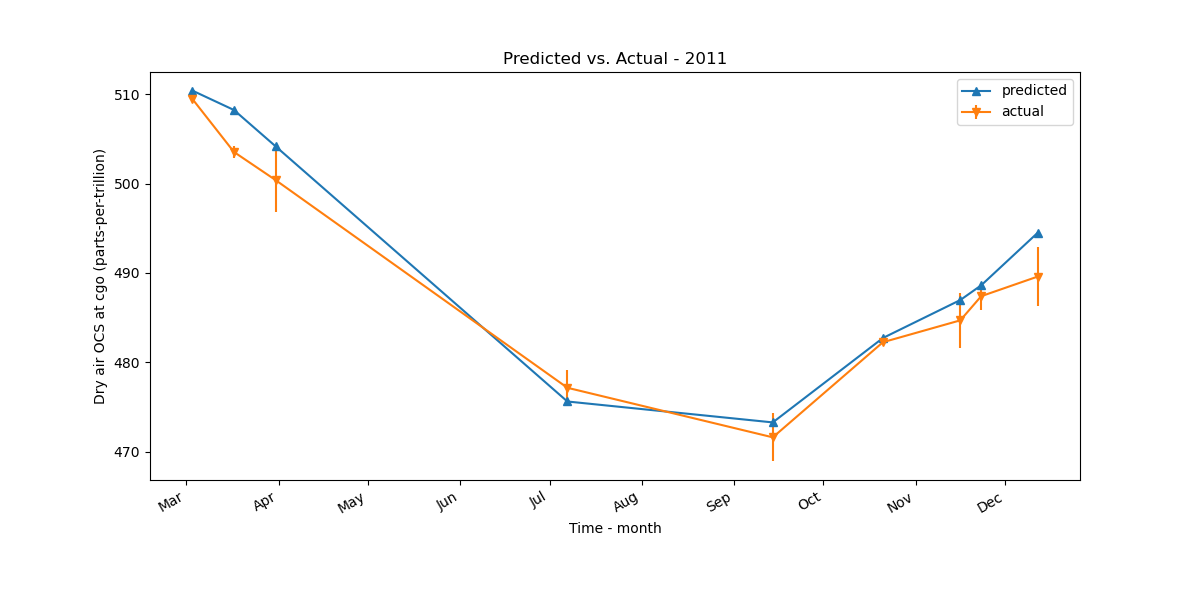 Predicted vs. Actual - 2011
predicted
actual
Dry air OCS at cgo (parts-per-trillion)
510
500
490
480
470
Mar Apr May Jun Jul Aug Sep Oct Nov Dec
Time - month